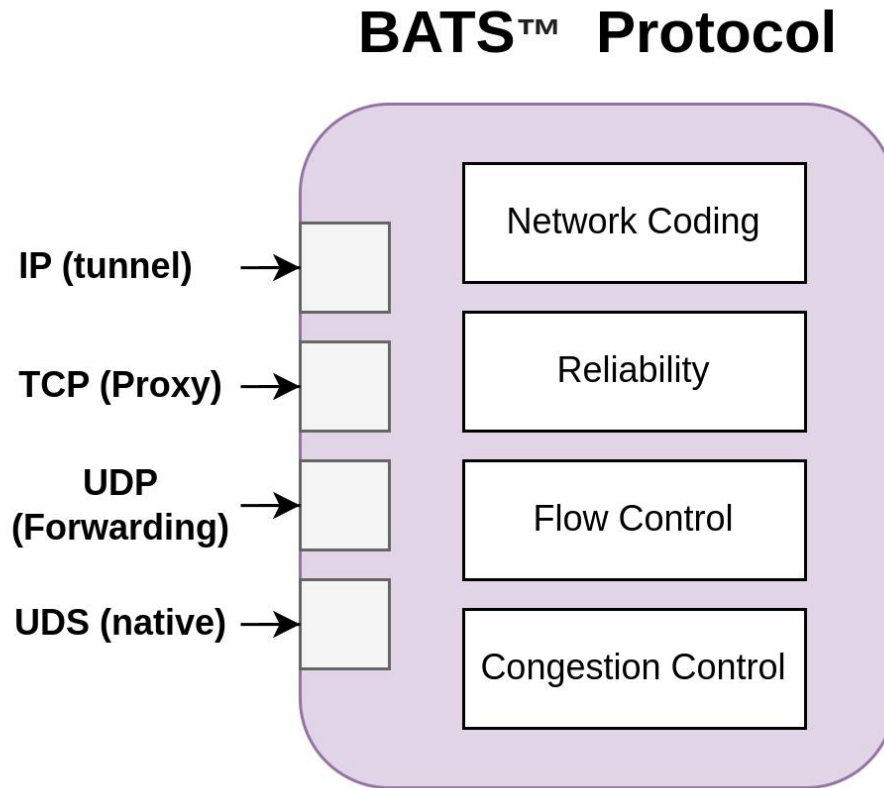 BATS™ Protocol
IP (tunnel)
TCP (Proxy)
UDP
(Forwarding)
UDS (native)
Network Coding
Reliability
Flow Control
Congestion Control